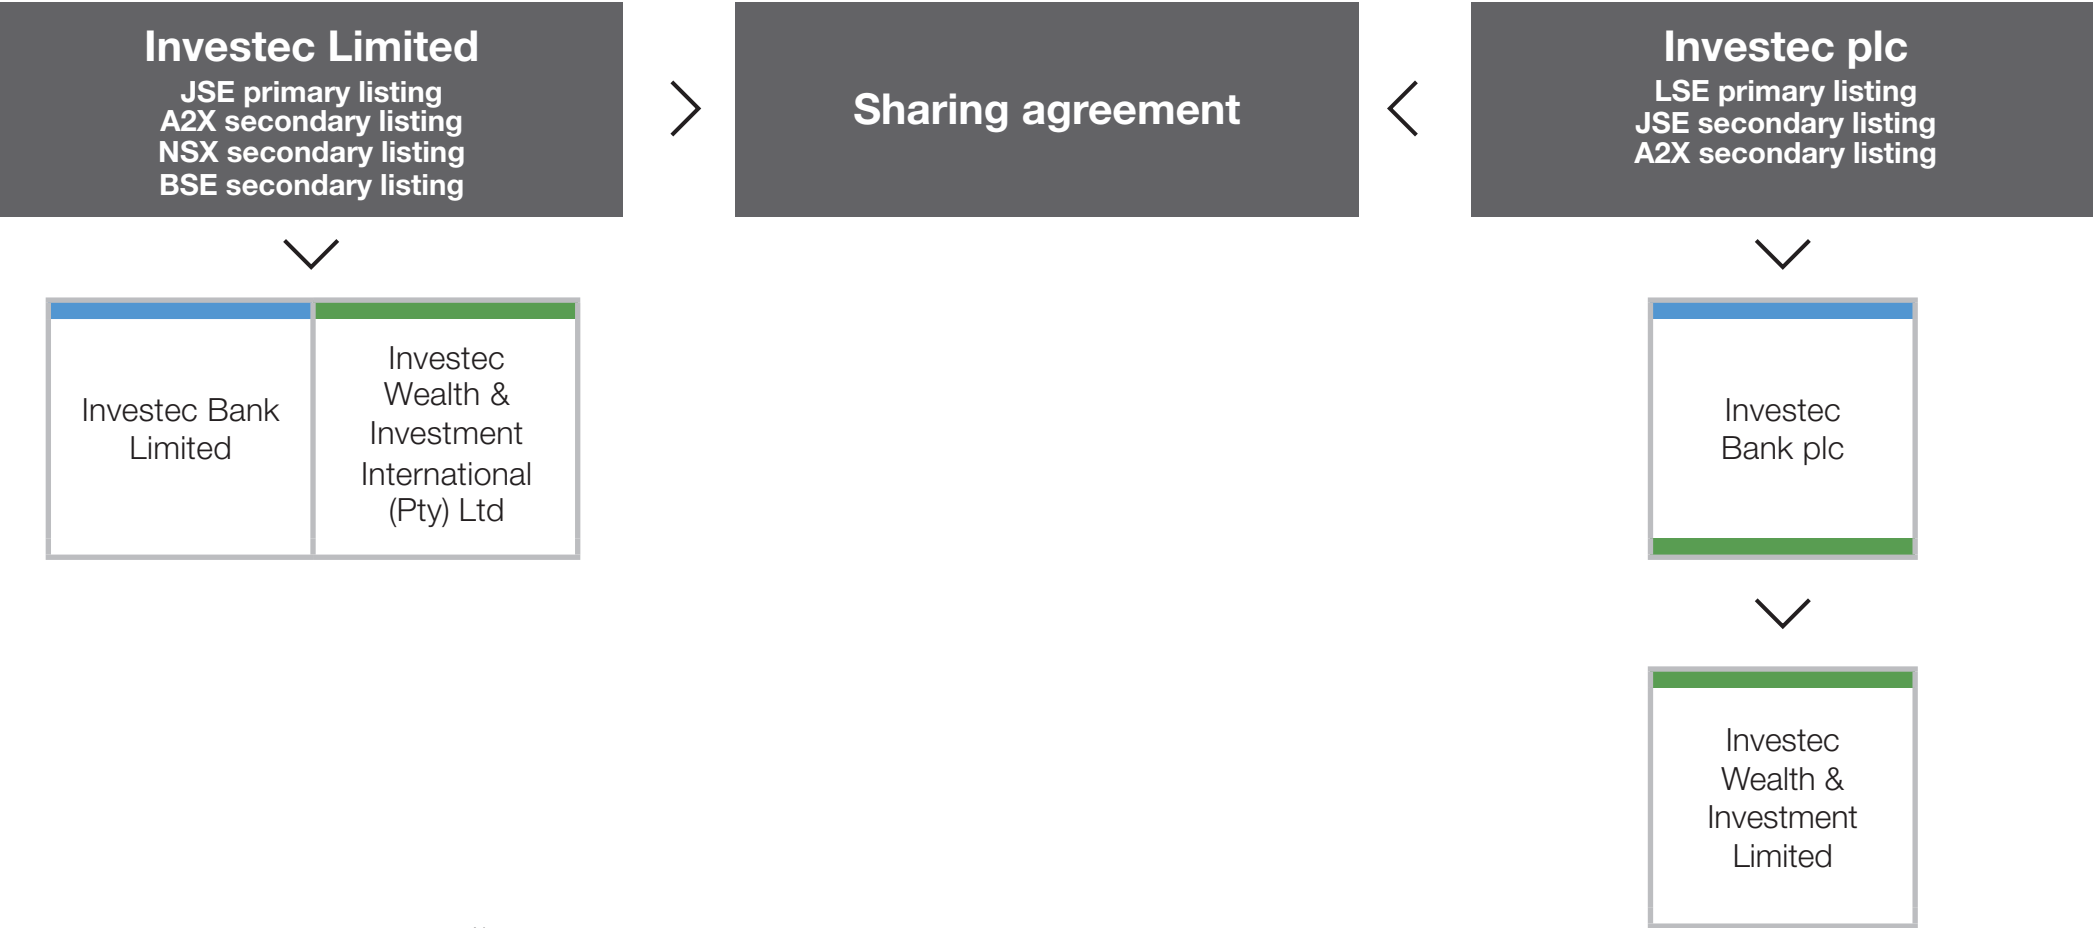 Investec Limited
JSE primary listing
A2X secondary listing
NSX secondary listing
BSE secondary listing
Sharing agreement
Investec plc
LSE primary listing
JSE secondary listing
A2X secondary listing
Investec Bank
Limited
Investec
Wealth &
Investment
International
(Pty) Ltd
Investec
Bank plc
Investec
Wealth &
Investment
Limited